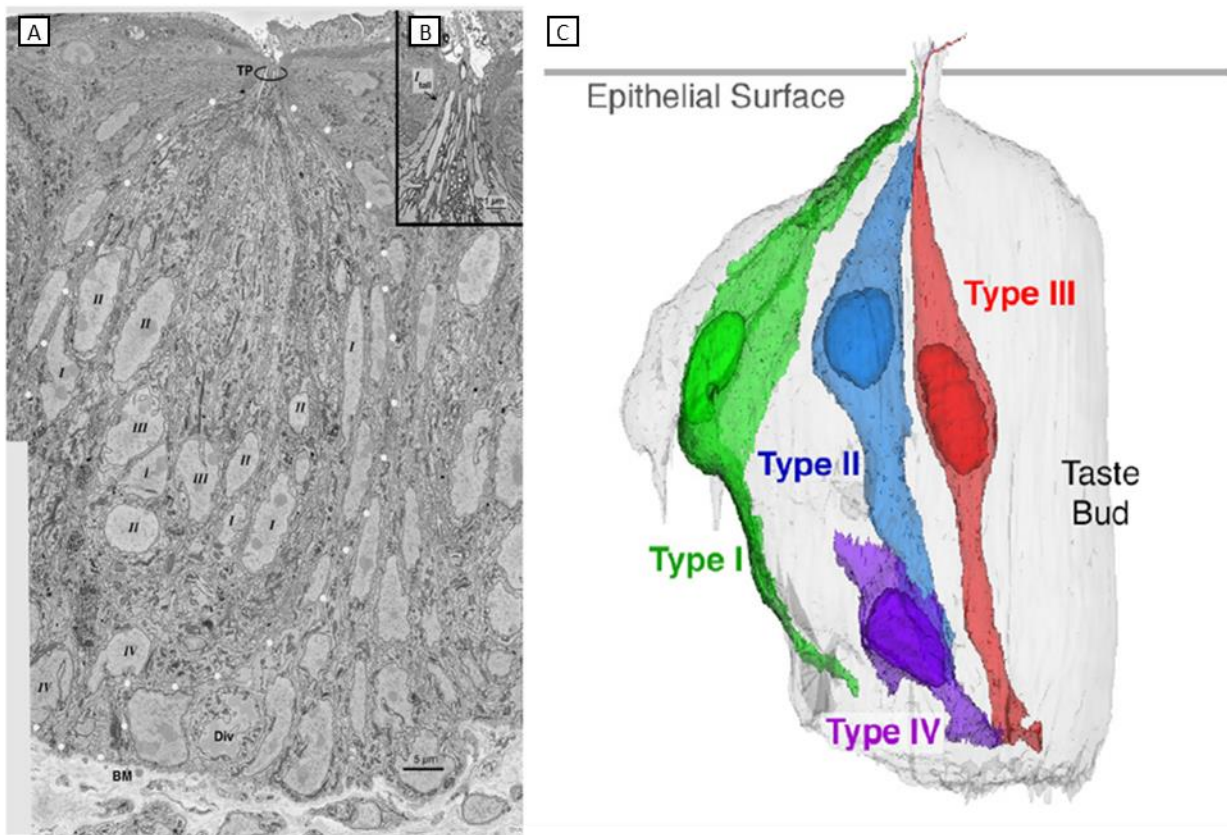 A
B
C
TP
I
tall
1 µm
Epithelial Surface
II
II
I
I
III
II
i
III
II
II
I
I
IV
IV
Div
BM
5 µm
Type III
Type II
Taste
Bud
Type I
Type IV